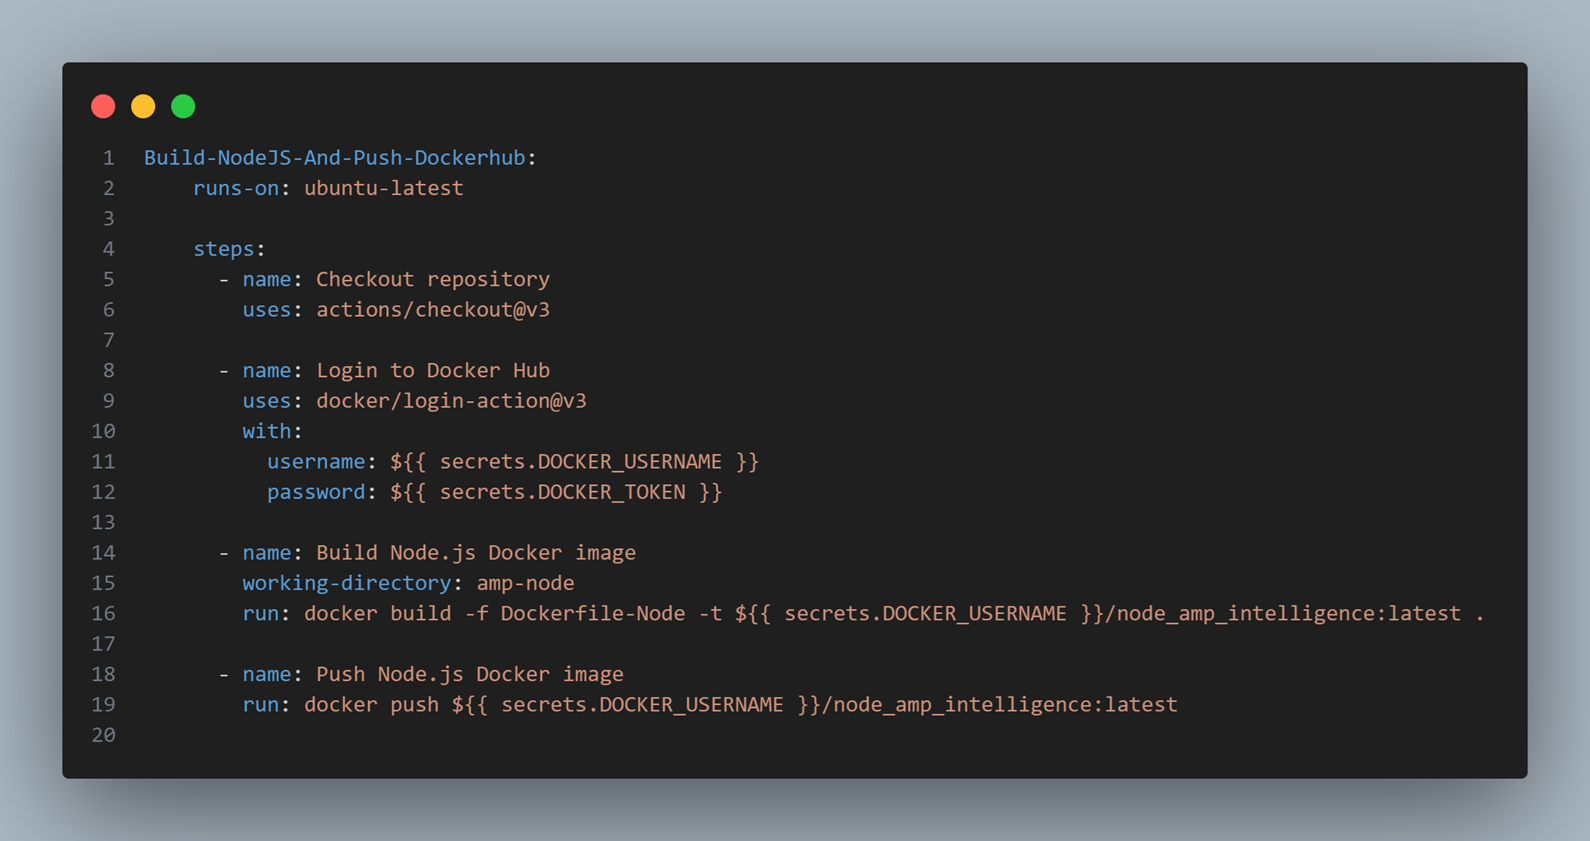 1 Build-NodeJS-And-Push-Dockerhub:
2     runs-on: ubuntu-latest
3
4     steps:
5       - name: Checkout repository
6         uses: actions/checkout@v3
7
8       - name: Login to Docker Hub
9         uses: docker/login-action@v3
10         with:
11           username: ${{ secrets.DOCKER_USERNAME }}
12           password: ${{ secrets.DOCKER_TOKEN }}
13
14       - name: Build Node.js Docker image
15         working-directory: amp-node
16         run: docker build -f Dockerfile-Node -t ${{ secrets.DOCKER_USERNAME }}/node_amp_intelligence:latest .
17
18       - name: Push Node.js Docker image
19         run: docker push ${{ secrets.DOCKER_USERNAME }}/node_amp_intelligence:latest
20